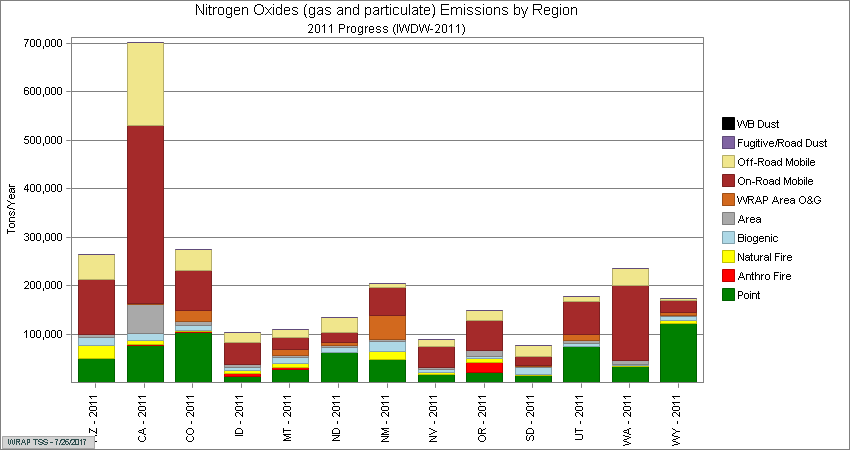 Nitrogen Oxides (gas and particulate) Emissions by Region
2011 Progress (IWDW-2011)
Tons/Year
700,000
600,000
500,000
400,000
300,000
200,000
100,000
WB Dust
Fugitive/Road Dust
Off-Road Mobile
On-Road Mobile
WRAP Area O&G
Area
Biogenic
Natural Fire
Anthro Fire
Point
Z - 2011
CA - 2011
CO - 2011
ID - 2011
MT - 2011
ND - 2011
NM - 2011
NV - 2011
OR - 2011
SD - 2011
UT - 2011
WA - 2011
WY - 2011
WRAP TSS - 7/26/2017